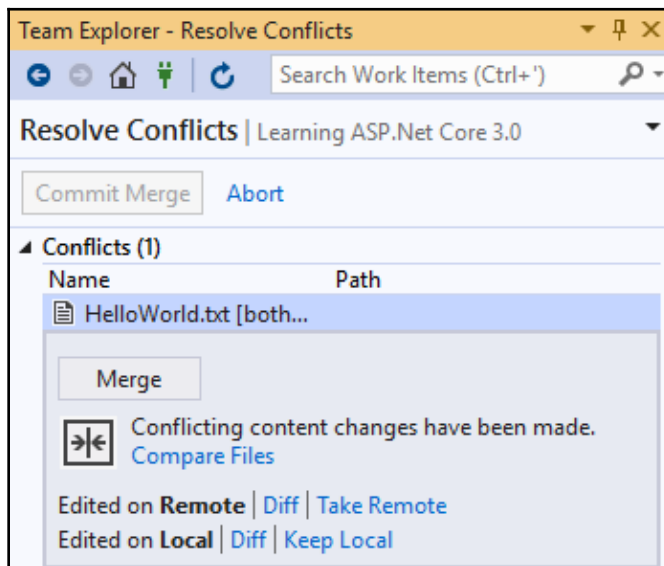 Team Explorer - Resolve Conflicts
Search Work Items (Ctrl+')
Resolve Conflicts | Learning ASP.Net Core 3.0
Commit Merge Abort
Conflicts (1)
Name Path
HelloWorld.txt [both...
Merge
Conflicting content changes have been made.
Compare Files
Edited on Remote | Diff | Take Remote
Edited on Local | Diff | Keep Local